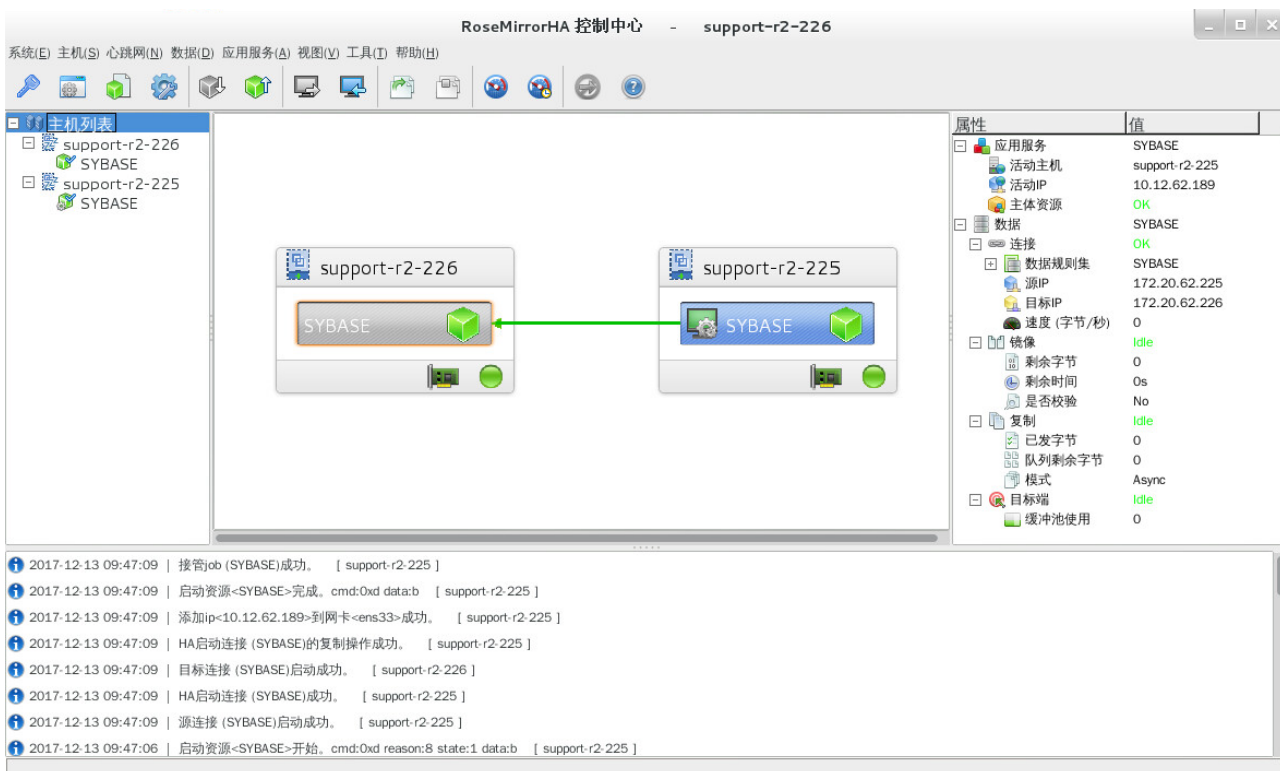 RoseMirrorHA 控制中心 - support-r2-226
系统(E) 主机(S) 心跳网(N) 数据(D) 应用服务(A) 视图(V) 工具(T) 帮助(H)
主机列表
support-r2-226
SYBASE
support-r2-225
SYBASE
support-r2-226
SYBASE
support-r2-225
SYBASE
属性 值
应用服务 SYBASE
活动主机 support-r2-225
活动IP 10.12.62.189
主体资源 OK
数据 SYBASE
连接 OK
数据规则集 SYBASE
源IP 172.20.62.225
目标IP 172.20.62.226
速度 (字节/秒) 0
镜像 Idle
剩余字节 0
剩余时间 0s
是否校验 No
复制 Idle
已发字节 0
队列剩余字节 0
模式 Async
目标端 Idle
缓冲池使用 0
2017-12-13 09:47:09 | 接管job (SYBASE)成功。 [ support-r2-225 ]
2017-12-13 09:47:09 | 启动资源<SYBASE>完成。cmd:0xd data:b [ support-r2-225 ]
2017-12-13 09:47:09 | 添加ip<10.12.62.189>到网卡<ens33>成功。 [ support-r2-225 ]
2017-12-13 09:47:09 | HA启动连接 (SYBASE)的复制操作成功。 [ support-r2-225 ]
2017-12-13 09:47:09 | 目标连接 (SYBASE)启动成功。 [ support-r2-226 ]
2017-12-13 09:47:09 | HA启动连接 (SYBASE)成功。 [ support-r2-225 ]
2017-12-13 09:47:09 | 源连接 (SYBASE)启动成功。 [ support-r2-225 ]
2017-12-13 09:47:06 | 启动资源<SYBASE>开始。cmd:0xd reason:8 state:1 data:b [ support-r2-225 ]